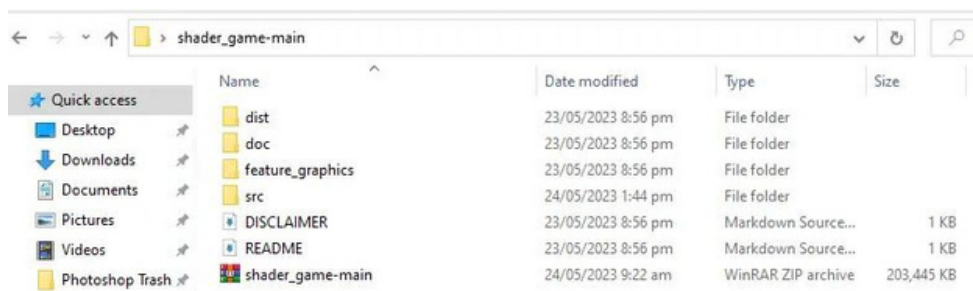 shader_game-main
Name Date modified Type Size
Quick access
Desktop
Downloads
Documents
Pictures
Videos
Photoshop Trash
dist 23/05/2023 8:56 pm File folder
doc 23/05/2023 8:56 pm File folder
feature_graphics 23/05/2023 8:56 pm File folder
src 24/05/2023 1:44 pm File folder
DISCLAIMER 23/05/2023 8:56 pm Markdown Source... 1 KB
README 23/05/2023 8:56 pm Markdown Source... 1 KB
shader_game-main 24/05/2023 9:22 am WinRAR ZIP archive 203,445 KB